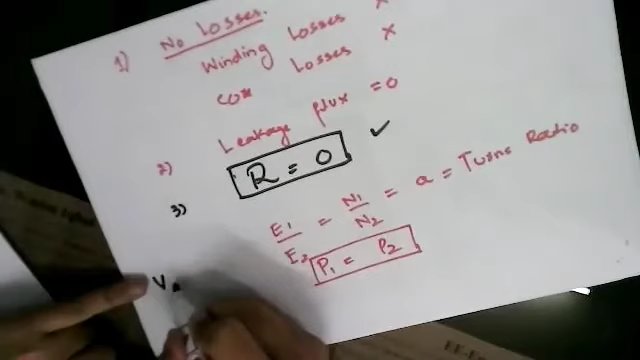 1) No Losses.
Winding Losses x
core Losses x
2) Leakage flux = 0
R = 0 ✓
3) E1/E2 = N1/N2 = a = Turns Radio
P1 = P2
V